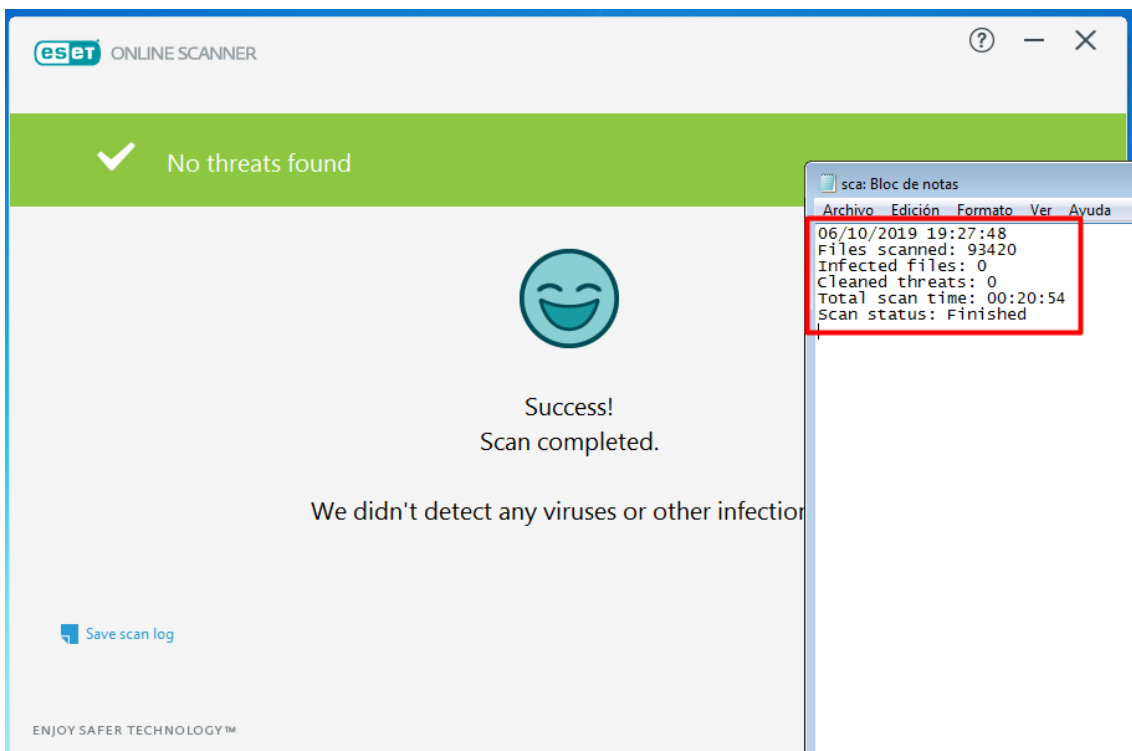 eset ONLINE SCANNER
No threats found
Success!
Scan completed.
We didn't detect any viruses or other infection
Save scan log
ENJOY SAFER TECHNOLOGY™
sca: Bloc de notas
Archivo Edición Formato Ver Ayuda
06/10/2019 19:27:48
Files scanned: 93420
Infected files: 0
Cleaned threats: 0
Total scan time: 00:20:54
Scan status: Finished